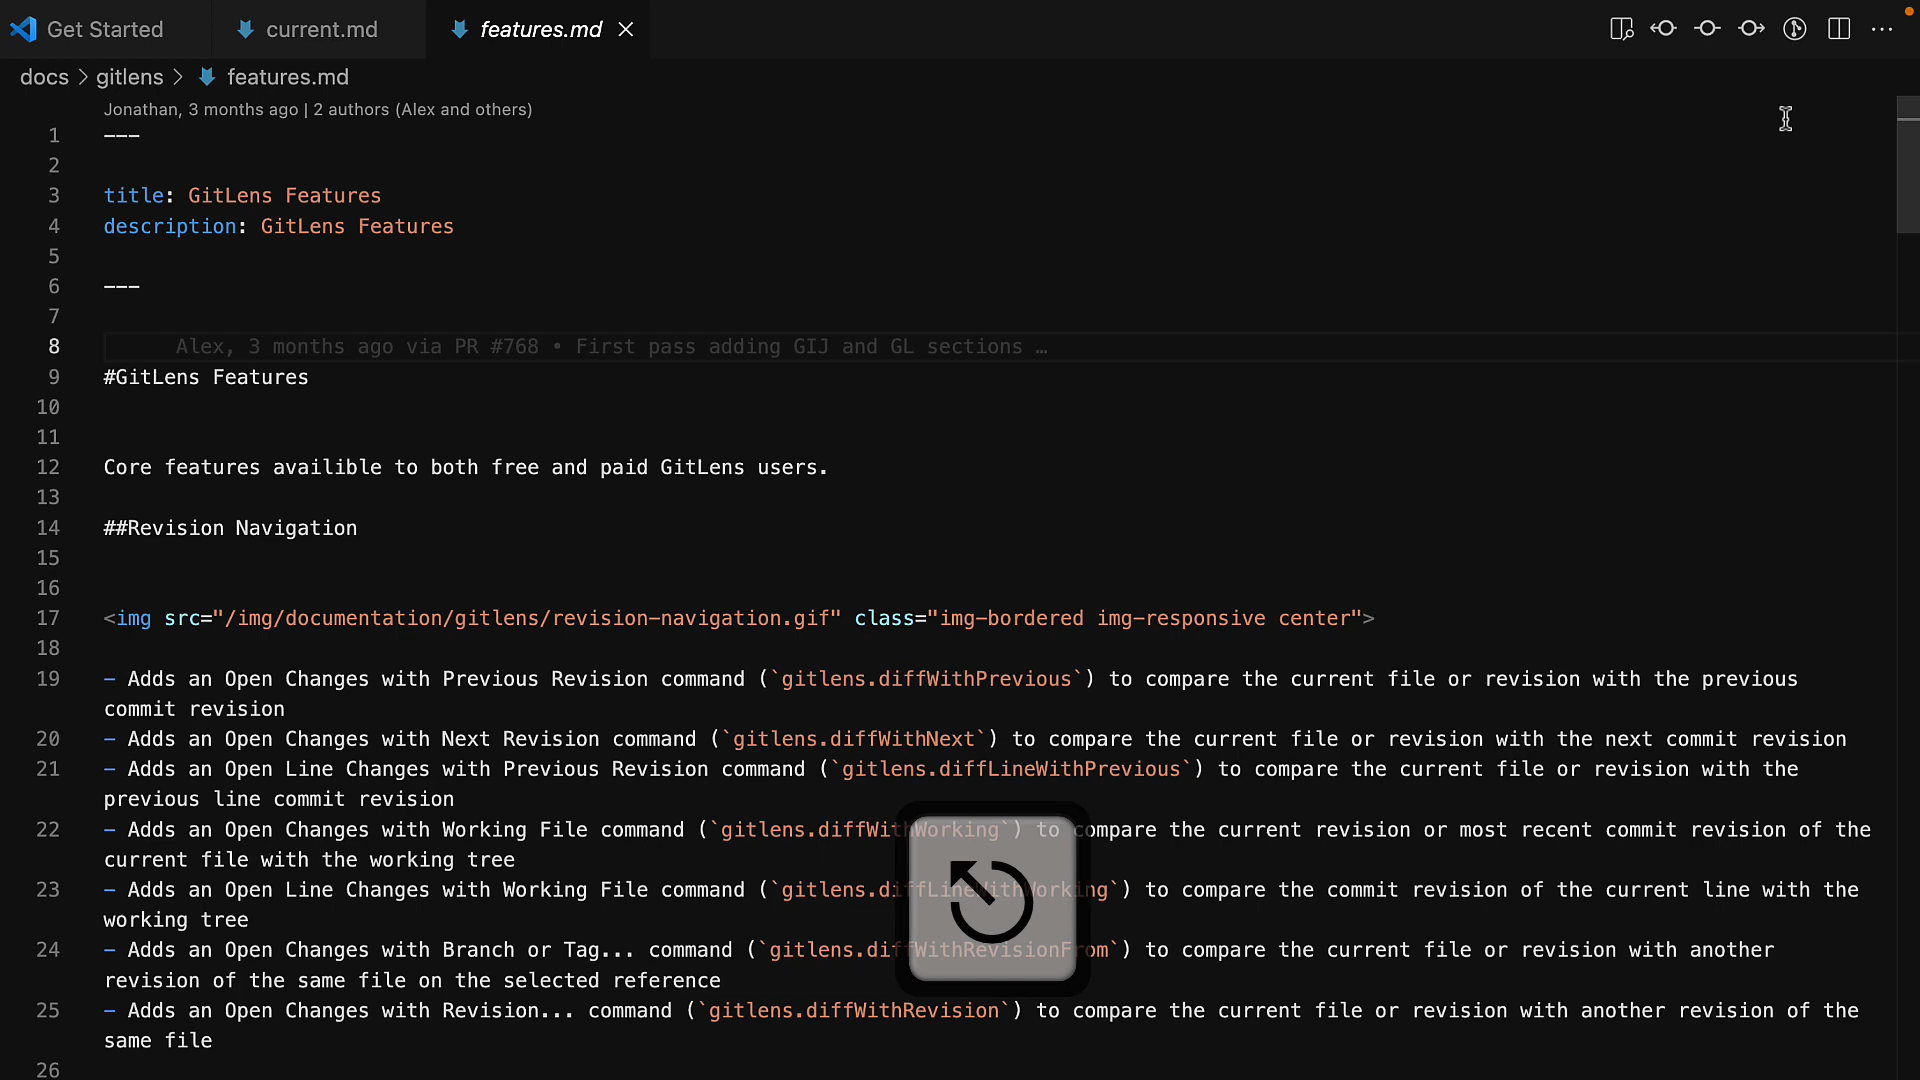 Get Started
current.md
features.md
docs > gitlens > features.md
Jonathan, 3 months ago | 2 authors (Alex and others)
1 ---
2
3 title: GitLens Features
4 description: GitLens Features
5
6 ---
7
8 Alex, 3 months ago via PR #768 • First pass adding GIJ and GL sections …
9 #GitLens Features
10
11
12 Core features availible to both free and paid GitLens users.
13
14 ##Revision Navigation
15
16
17 <img src="/img/documentation/gitlens/revision-navigation.gif" class="img-bordered img-responsive center">
18
19 - Adds an Open Changes with Previous Revision command (`gitlens.diffWithPrevious`) to compare the current file or revision with the previous
commit revision
20 - Adds an Open Changes with Next Revision command (`gitlens.diffWithNext`) to compare the current file or revision with the next commit revision
21 - Adds an Open Line Changes with Previous Revision command (`gitlens.diffLineWithPrevious`) to compare the current file or revision with the
previous line commit revision
22 - Adds an Open Changes with Working File command (`gitlens.diffWithWorking`) to compare the current revision or most recent commit revision of the
current file with the working tree
23 - Adds an Open Line Changes with Working File command (`gitlens.diffLineWithWorking`) to compare the commit revision of the current line with the
working tree
24 - Adds an Open Changes with Branch or Tag... command (`gitlens.diffWithRevisionFrom`) to compare the current file or revision with another
revision of the same file on the selected reference
25 - Adds an Open Changes with Revision... command (`gitlens.diffWithRevision`) to compare the current file or revision with another revision of the
same file
26